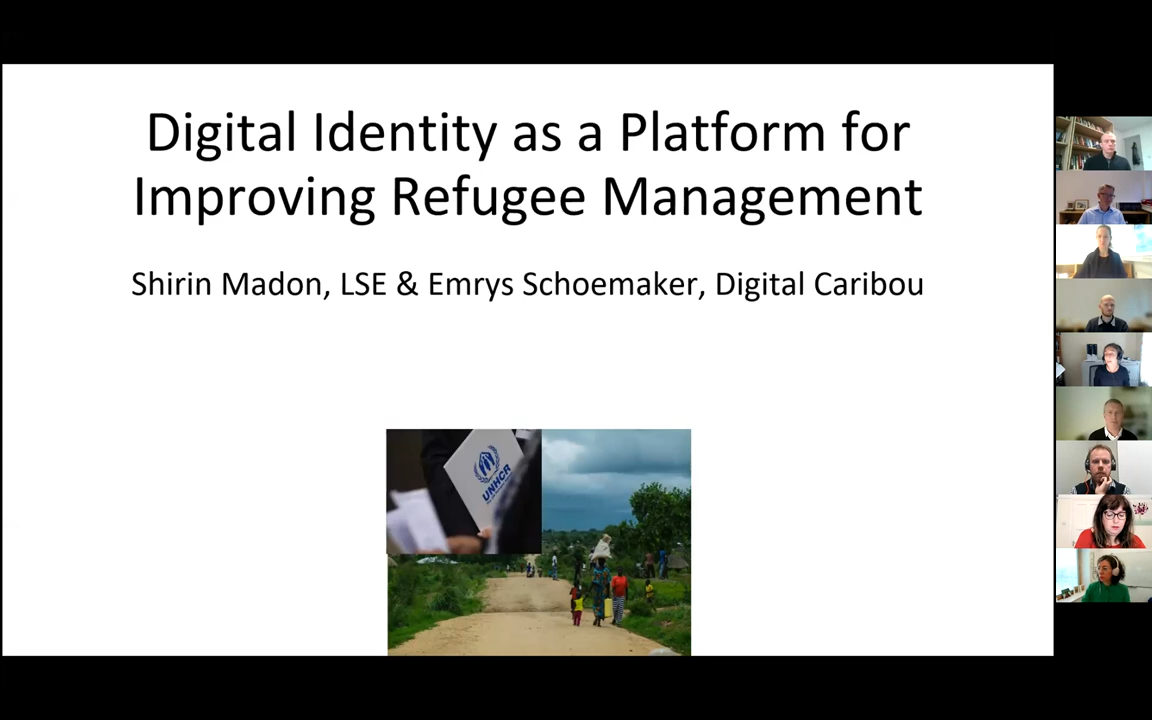 Digital Identity as a Platform for
Improving Refugee Management
Shirin Madon, LSE & Emrys Schoemaker, Digital Caribou
UNHCR